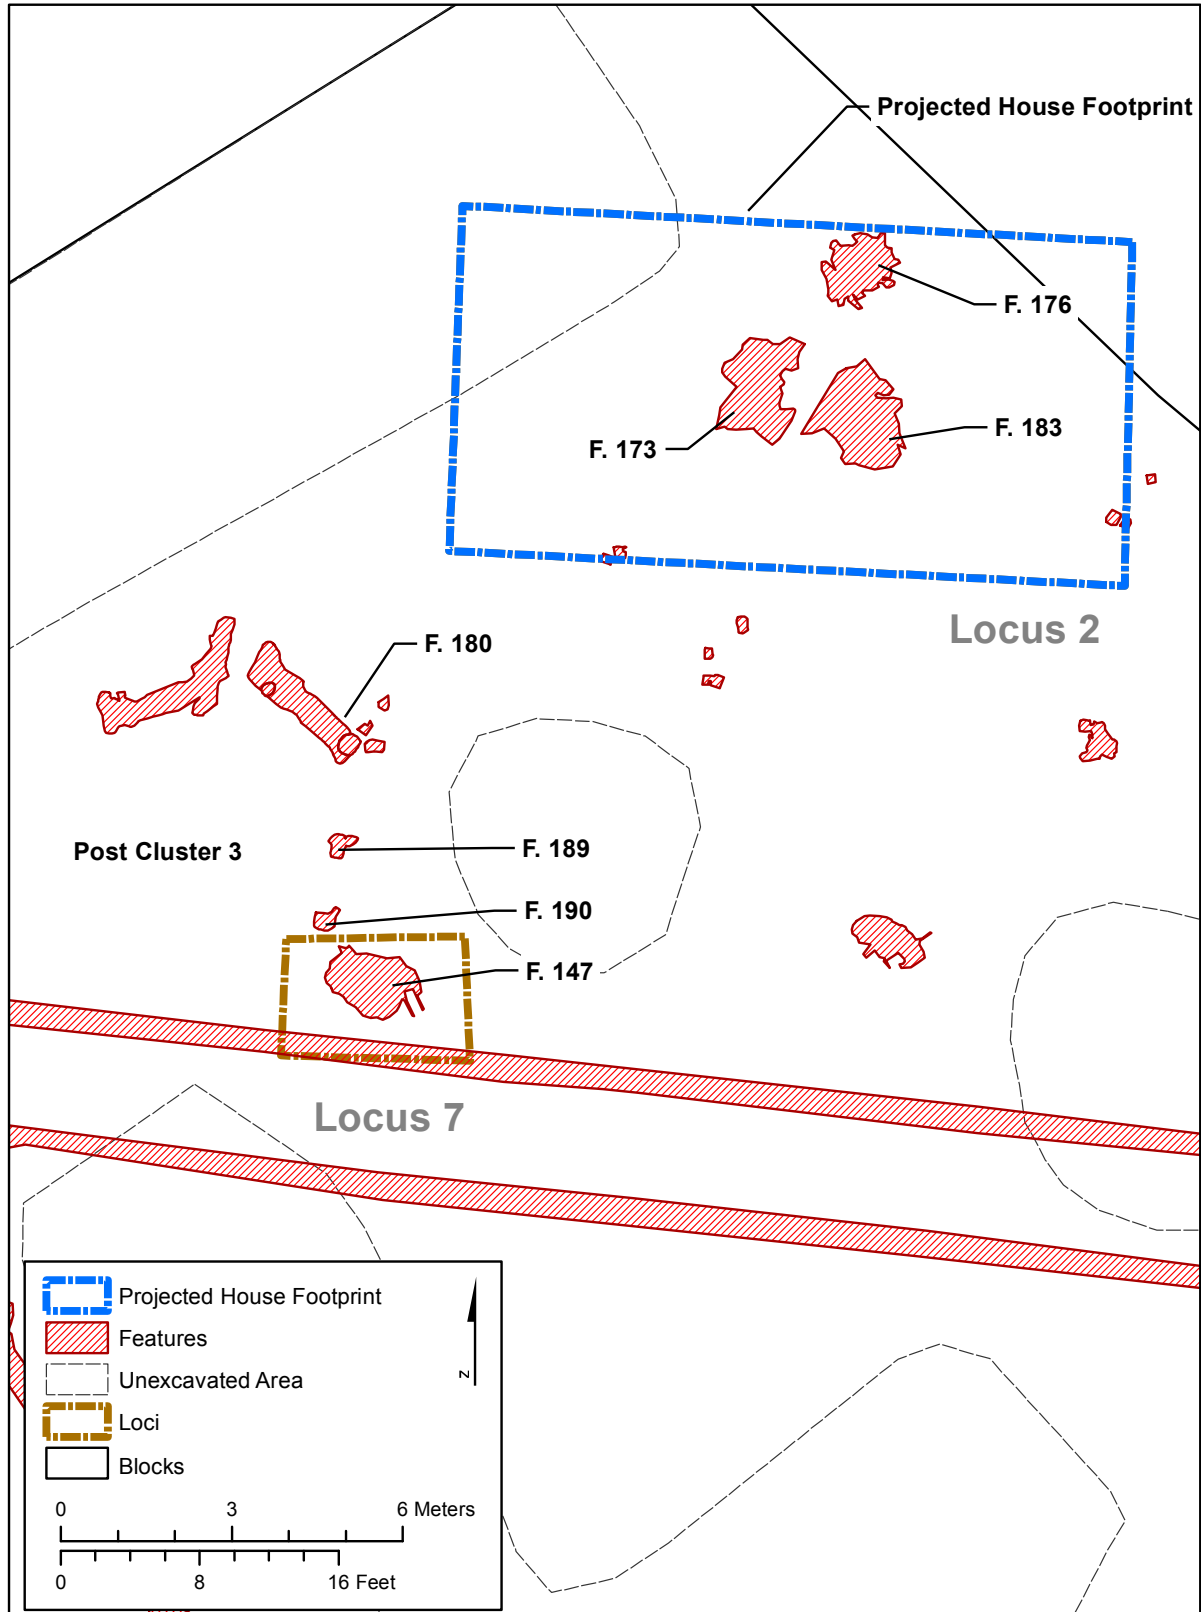 Projected House Footprint
F. 176
F. 183
F. 173
Locus 2
F. 180
Post Cluster 3
F. 189
F. 190
F. 147
Locus 7
Projected House Footprint
Features
Unexcavated Area
Loci
Blocks
N
0 3 6 Meters
0 8 16 Feet